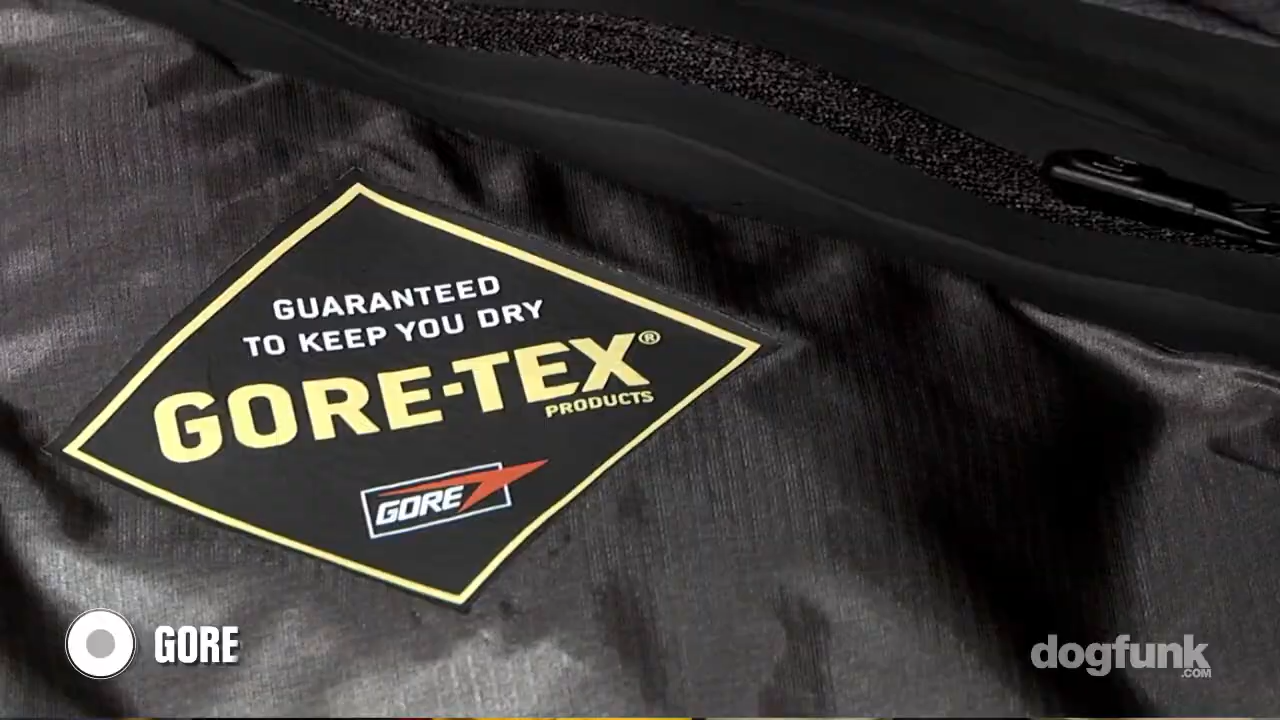 GUARANTEED
TO KEEP YOU DRY
GORE-TEX®
PRODUCTS
GORE
GORE
dogfunk
.COM